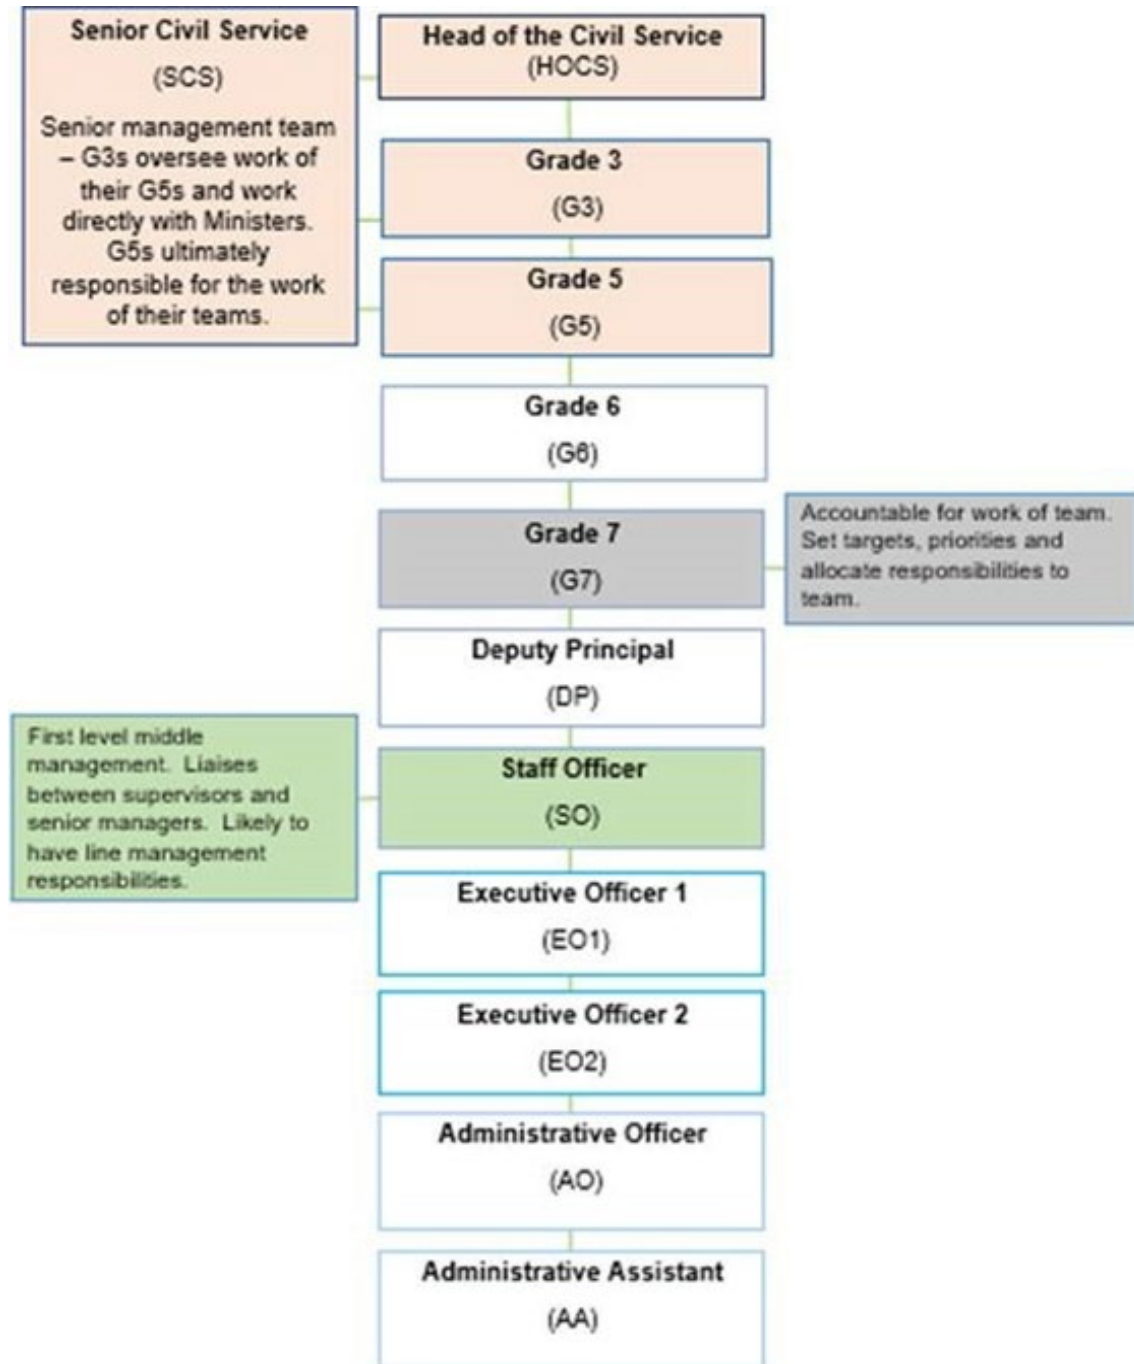 Senior Civil Service
(SCS)
Senior management team
– G3s oversee work of
their G5s and work
directly with Ministers.
G5s ultimately
responsible for the work
of their teams.
Head of the Civil Service
(HOCS)
Grade 3
(G3)
Grade 5
(G5)
Grade 6
(G6)
Grade 7
(G7)
Accountable for work of team.
Set targets, priorities and
allocate responsibilities to
team.
Deputy Principal
(DP)
First level middle
management.  Liaises
between supervisors and
senior managers.  Likely to
have line management
responsibilities.
Staff Officer
(SO)
Executive Officer 1
(EO1)
Executive Officer 2
(EO2)
Administrative Officer
(AO)
Administrative Assistant
(AA)